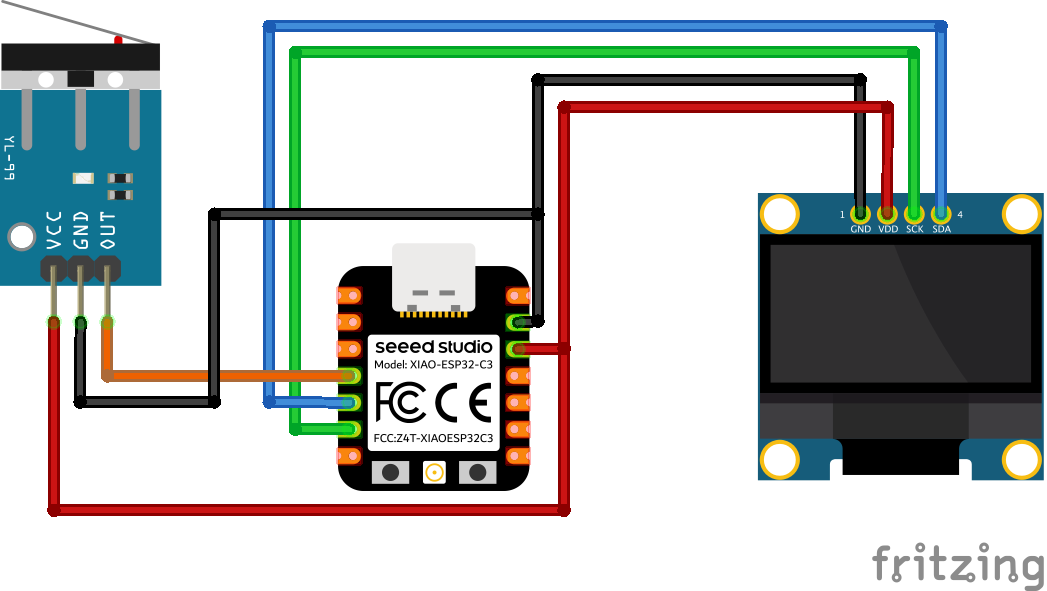 YL-99
VCC
GND
OUT
1
4
GND VDD SCK SDA
seeed studio
Model: XIAO-ESP32-C3
FC CE
FCC:Z4T-XIAOESP32C3
fritzing